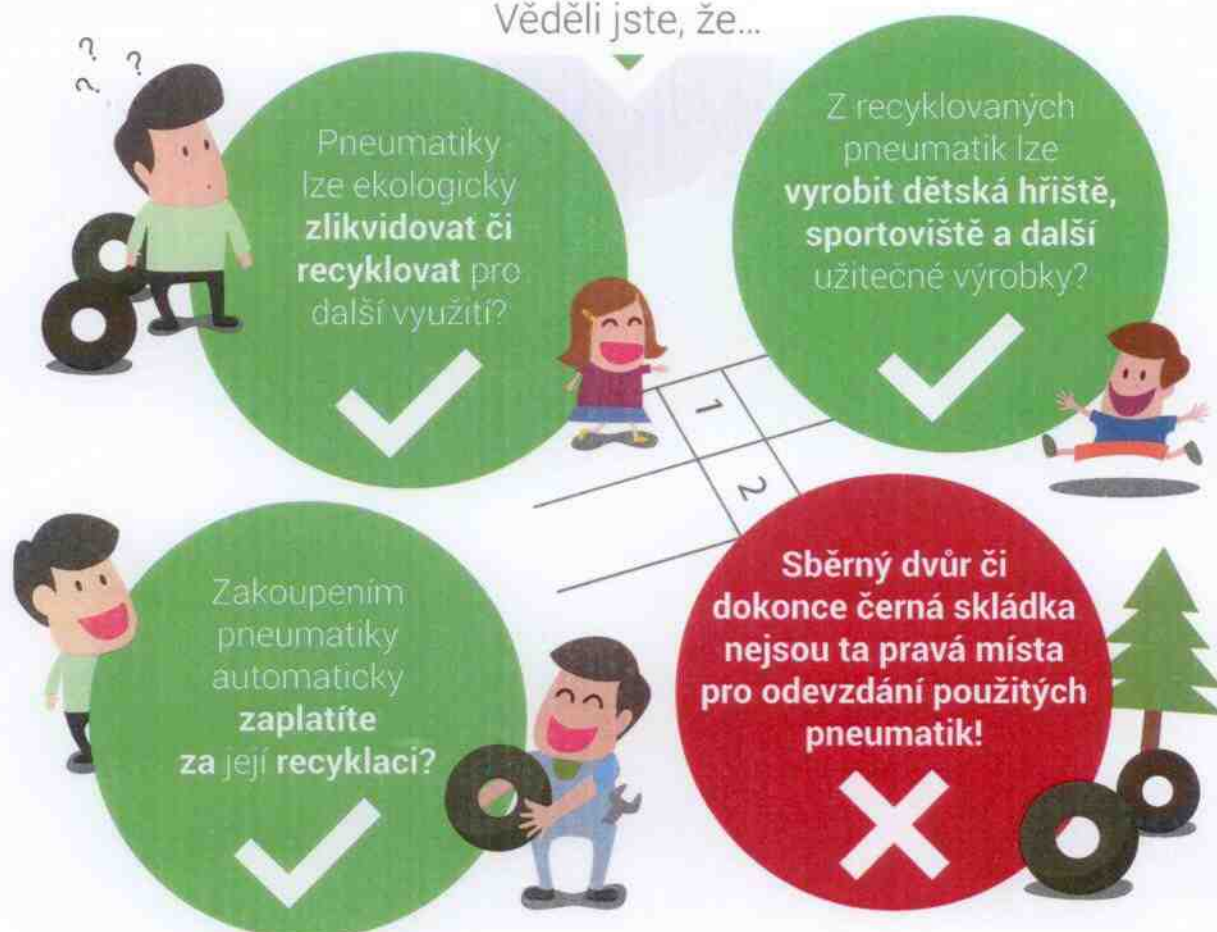 Věděli jste, že...
Pneumatiky
lze ekologicky
zlikvidovat či
recyklovat pro
další využití?
Z recyklovaných
pneumatik lze
vyrobit dětská hřiště,
sportoviště a další
užitečné výrobky?
? ? ?
1
2
Zakoupením
pneumatiky
automaticky
zaplatíte
za její recyklaci?
Sběrný dvůr či
dokonce černá skládka
nejsou ta pravá místa
pro odevzdání použitých
pneumatik!